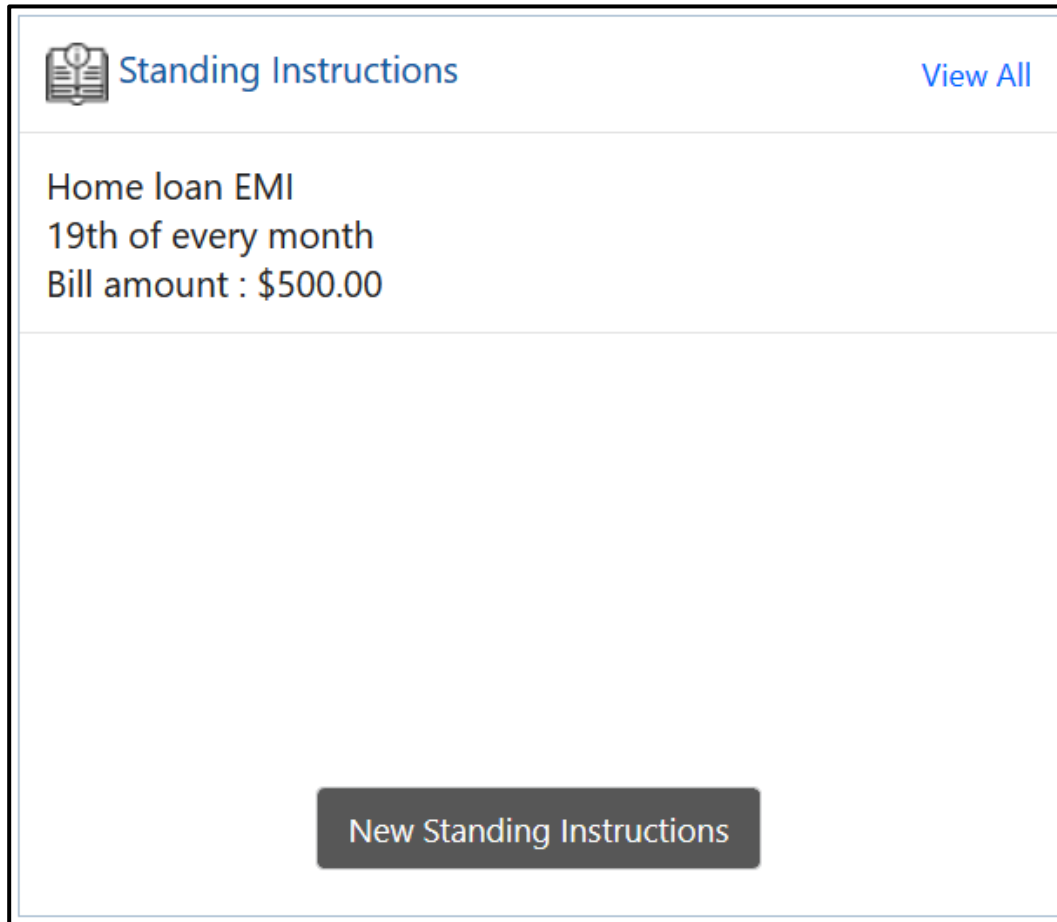 Standing Instructions
View All
Home loan EMI
19th of every month
Bill amount : $500.00
New Standing Instructions